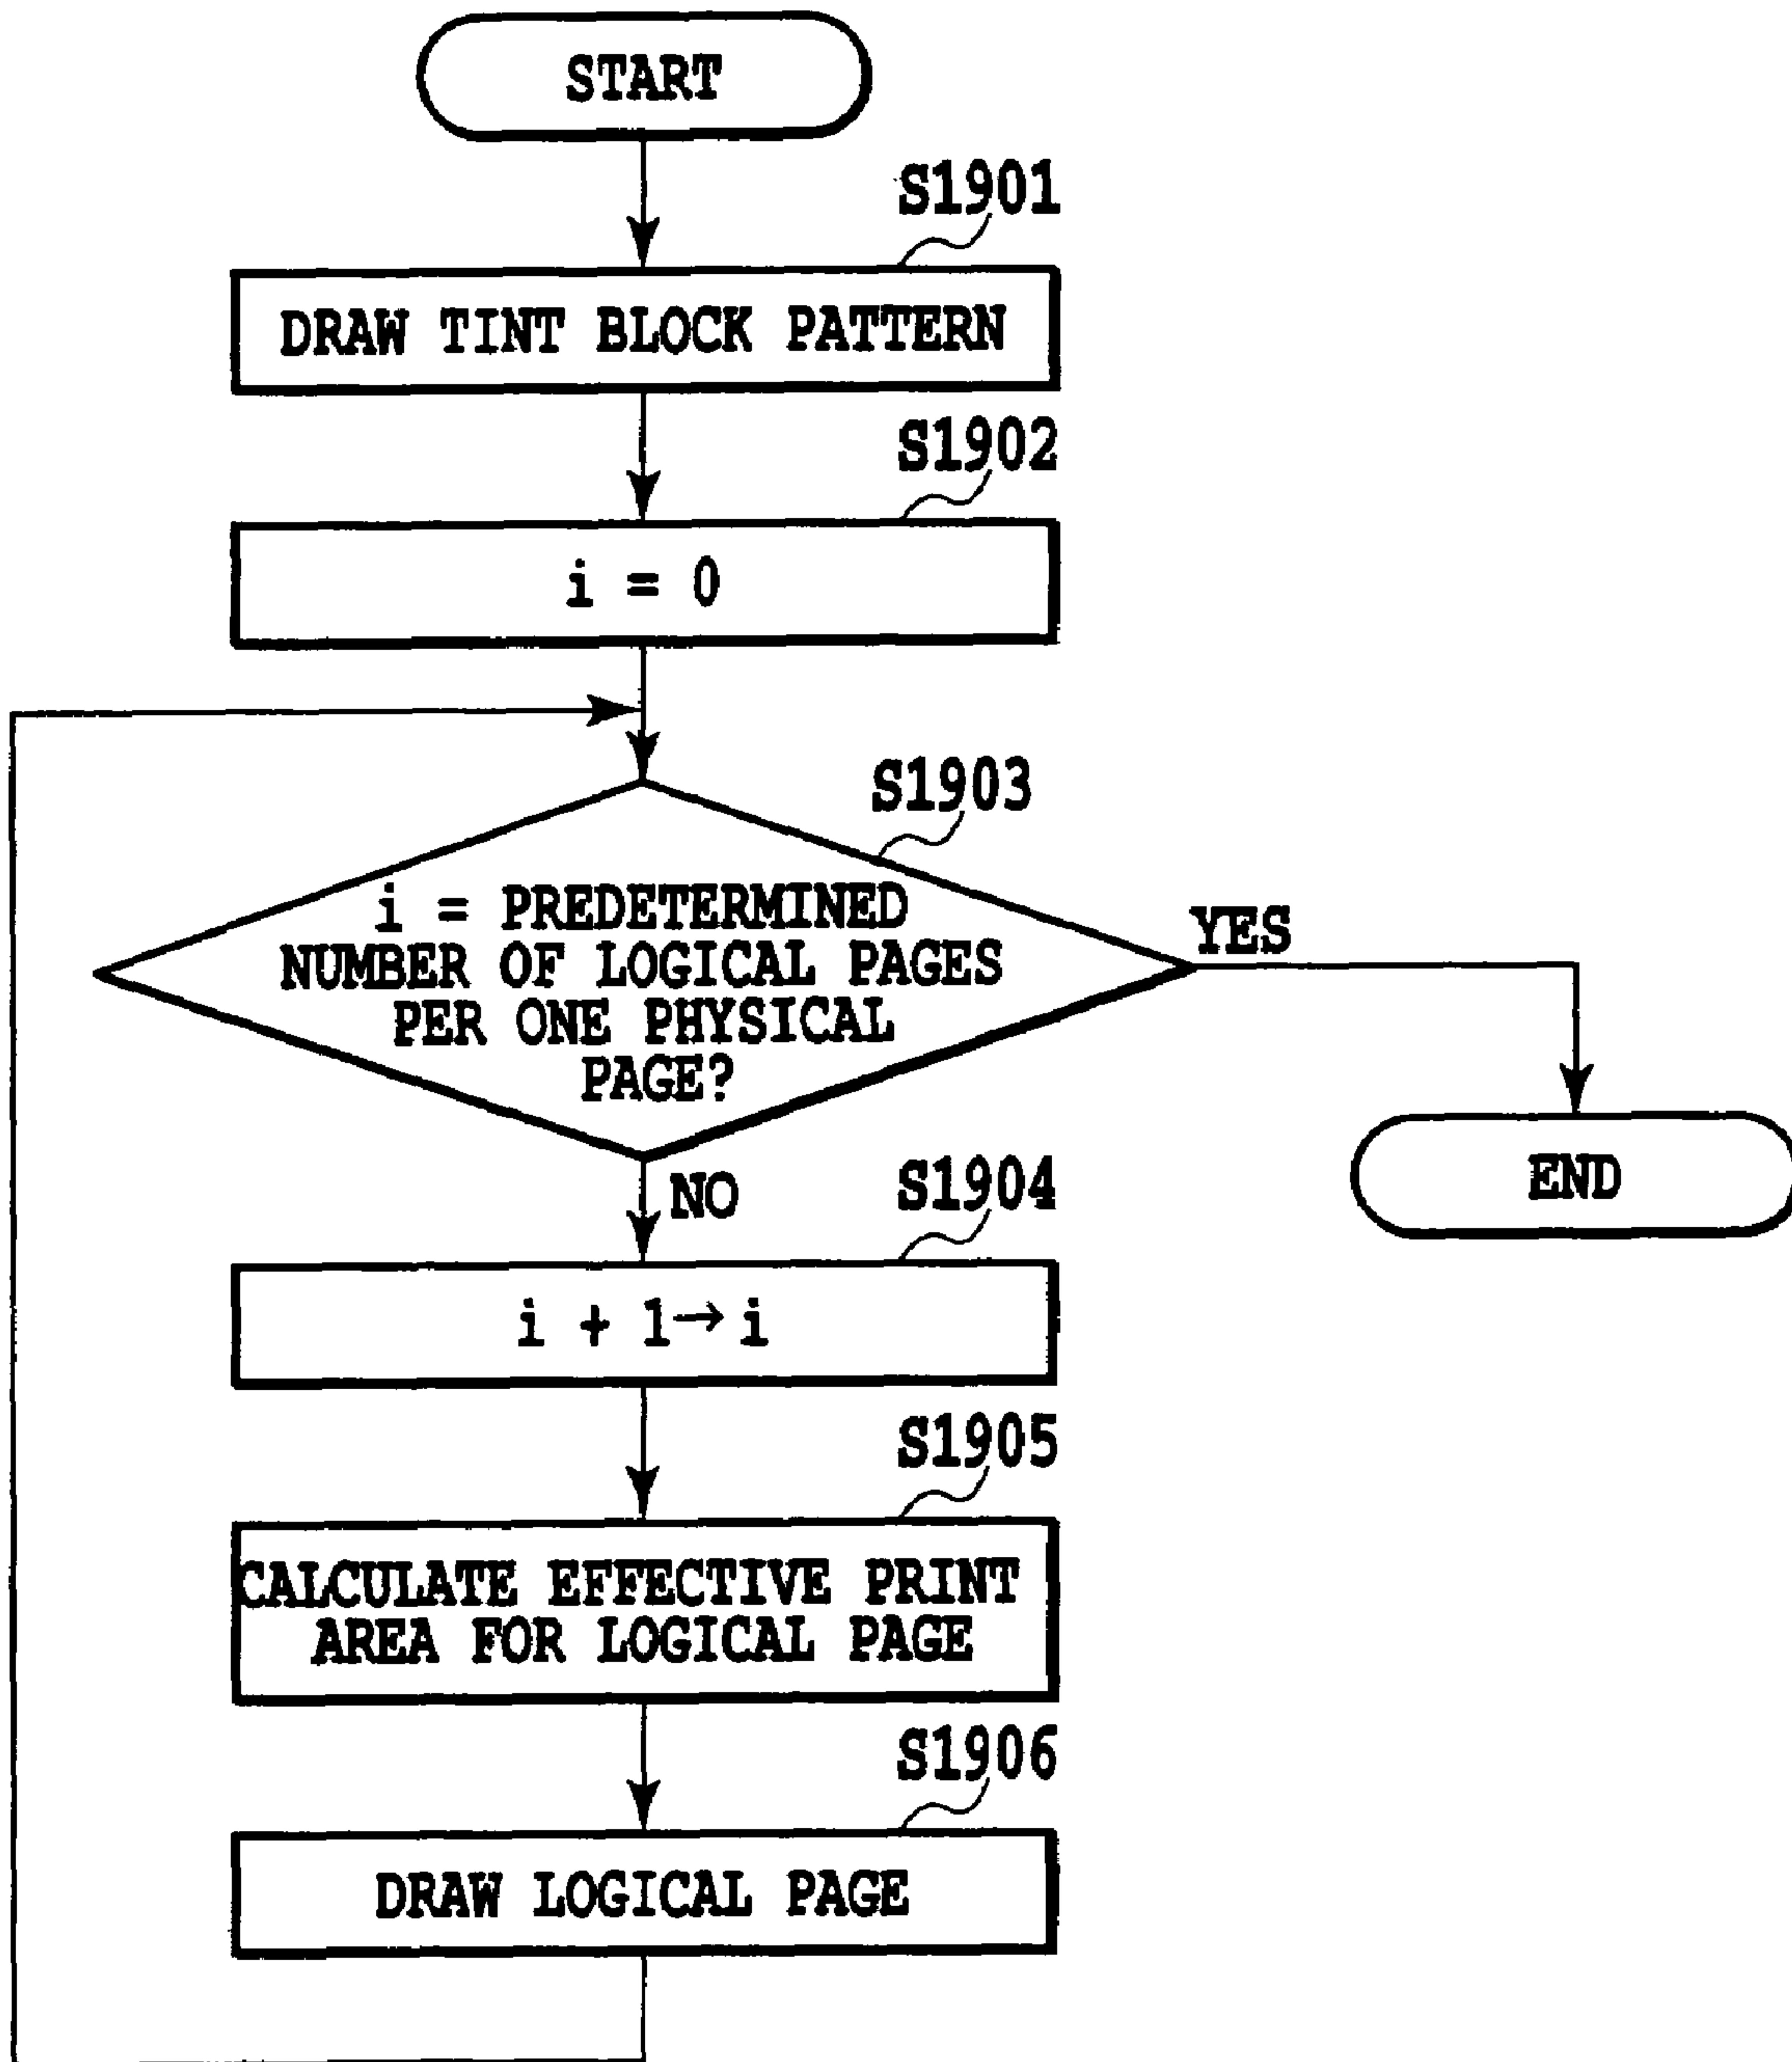 START
S1901
DRAW TINT BLOCK PATTERN
S1902
i = 0
S1903
i = PREDETERMINED
NUMBER OF LOGICAL PAGES
PER ONE PHYSICAL
PAGE?
YES
END
NO
S1904
i + 1→i
S1905
CALCULATE EFFECTIVE PRINT
AREA FOR LOGICAL PAGE
S1906
DRAW LOGICAL PAGE